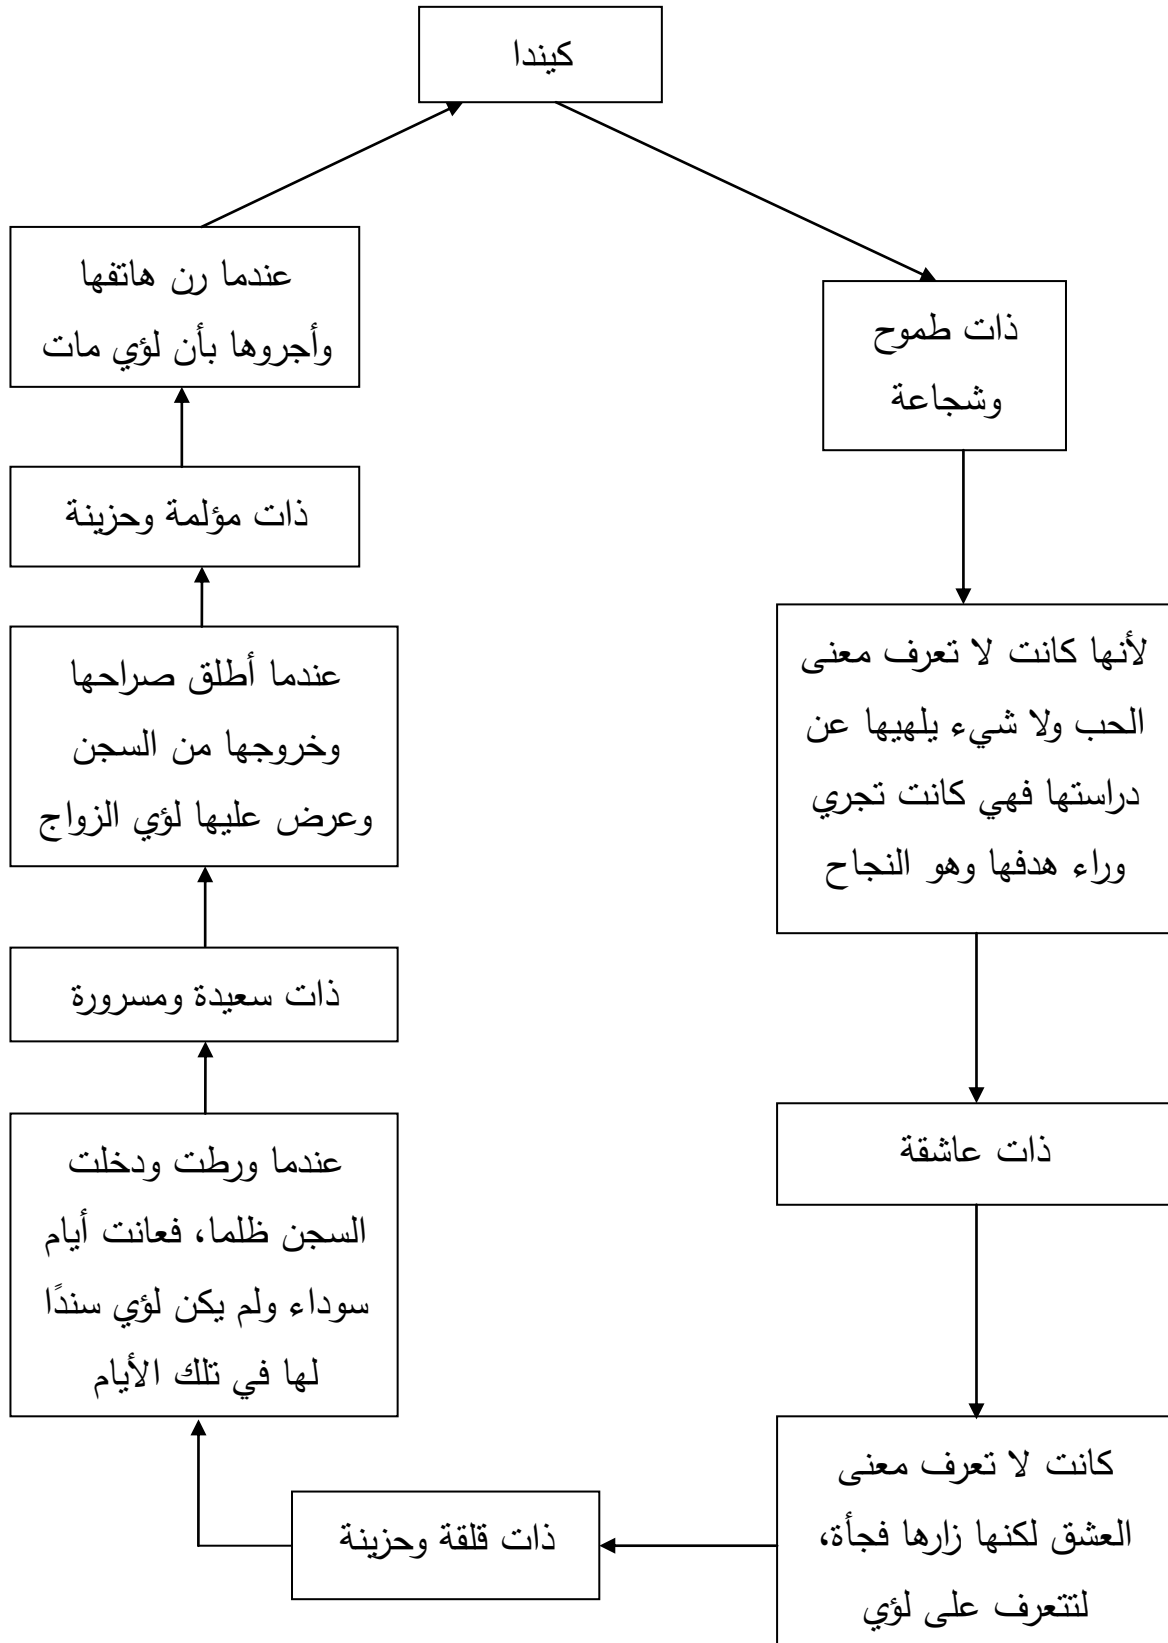 كيندا
ذات طموح
وشجاعة
لأنها كانت لا تعرف معنى
الحب ولا شيء يلهيها عن
دراستها فهي كانت تجري
وراء هدفها وهو النجاح
ذات عاشقة
كانت لا تعرف معنى
العشق لكنها زارها فجأة،
لتتعرف على لؤي
ذات قلقة وحزينة
عندما ورطت ودخلت
السجن ظلما، فعانت أيام
سوداء ولم يكن لؤي سندًا
لها في تلك الأيام
ذات سعيدة ومسرورة
عندما أطلق صراحها
وخروجها من السجن
وعرض عليها لؤي الزواج
ذات مؤلمة وحزينة
عندما رن هاتفها
وأجروها بأن لؤي مات